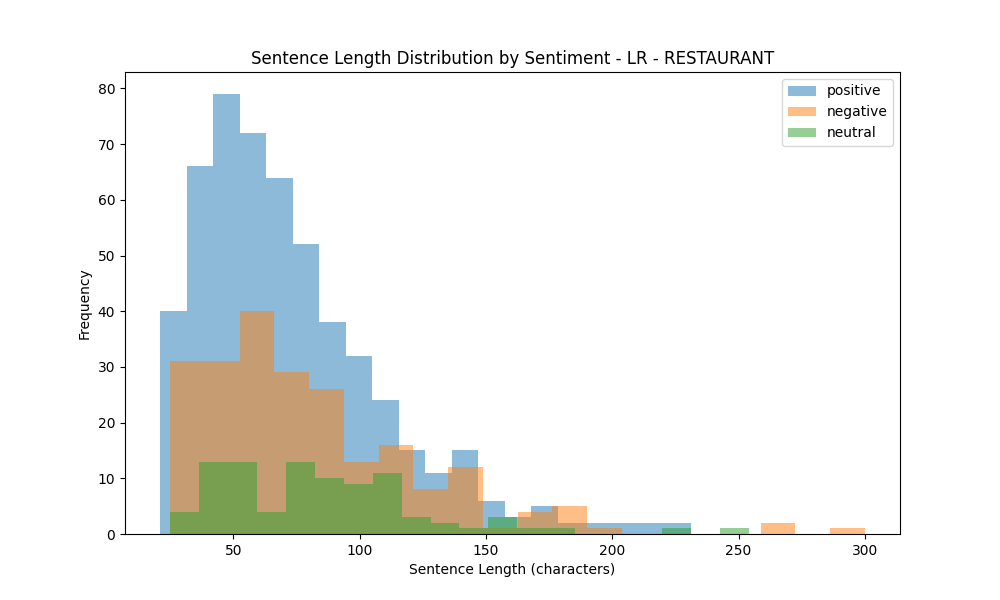 Sentence Length Distribution by Sentiment - LR - RESTAURANT
positive
negative
neutral
Frequency
80
70
60
50
40
30
20
10
0
50
100
150
200
250
300
Sentence Length (characters)